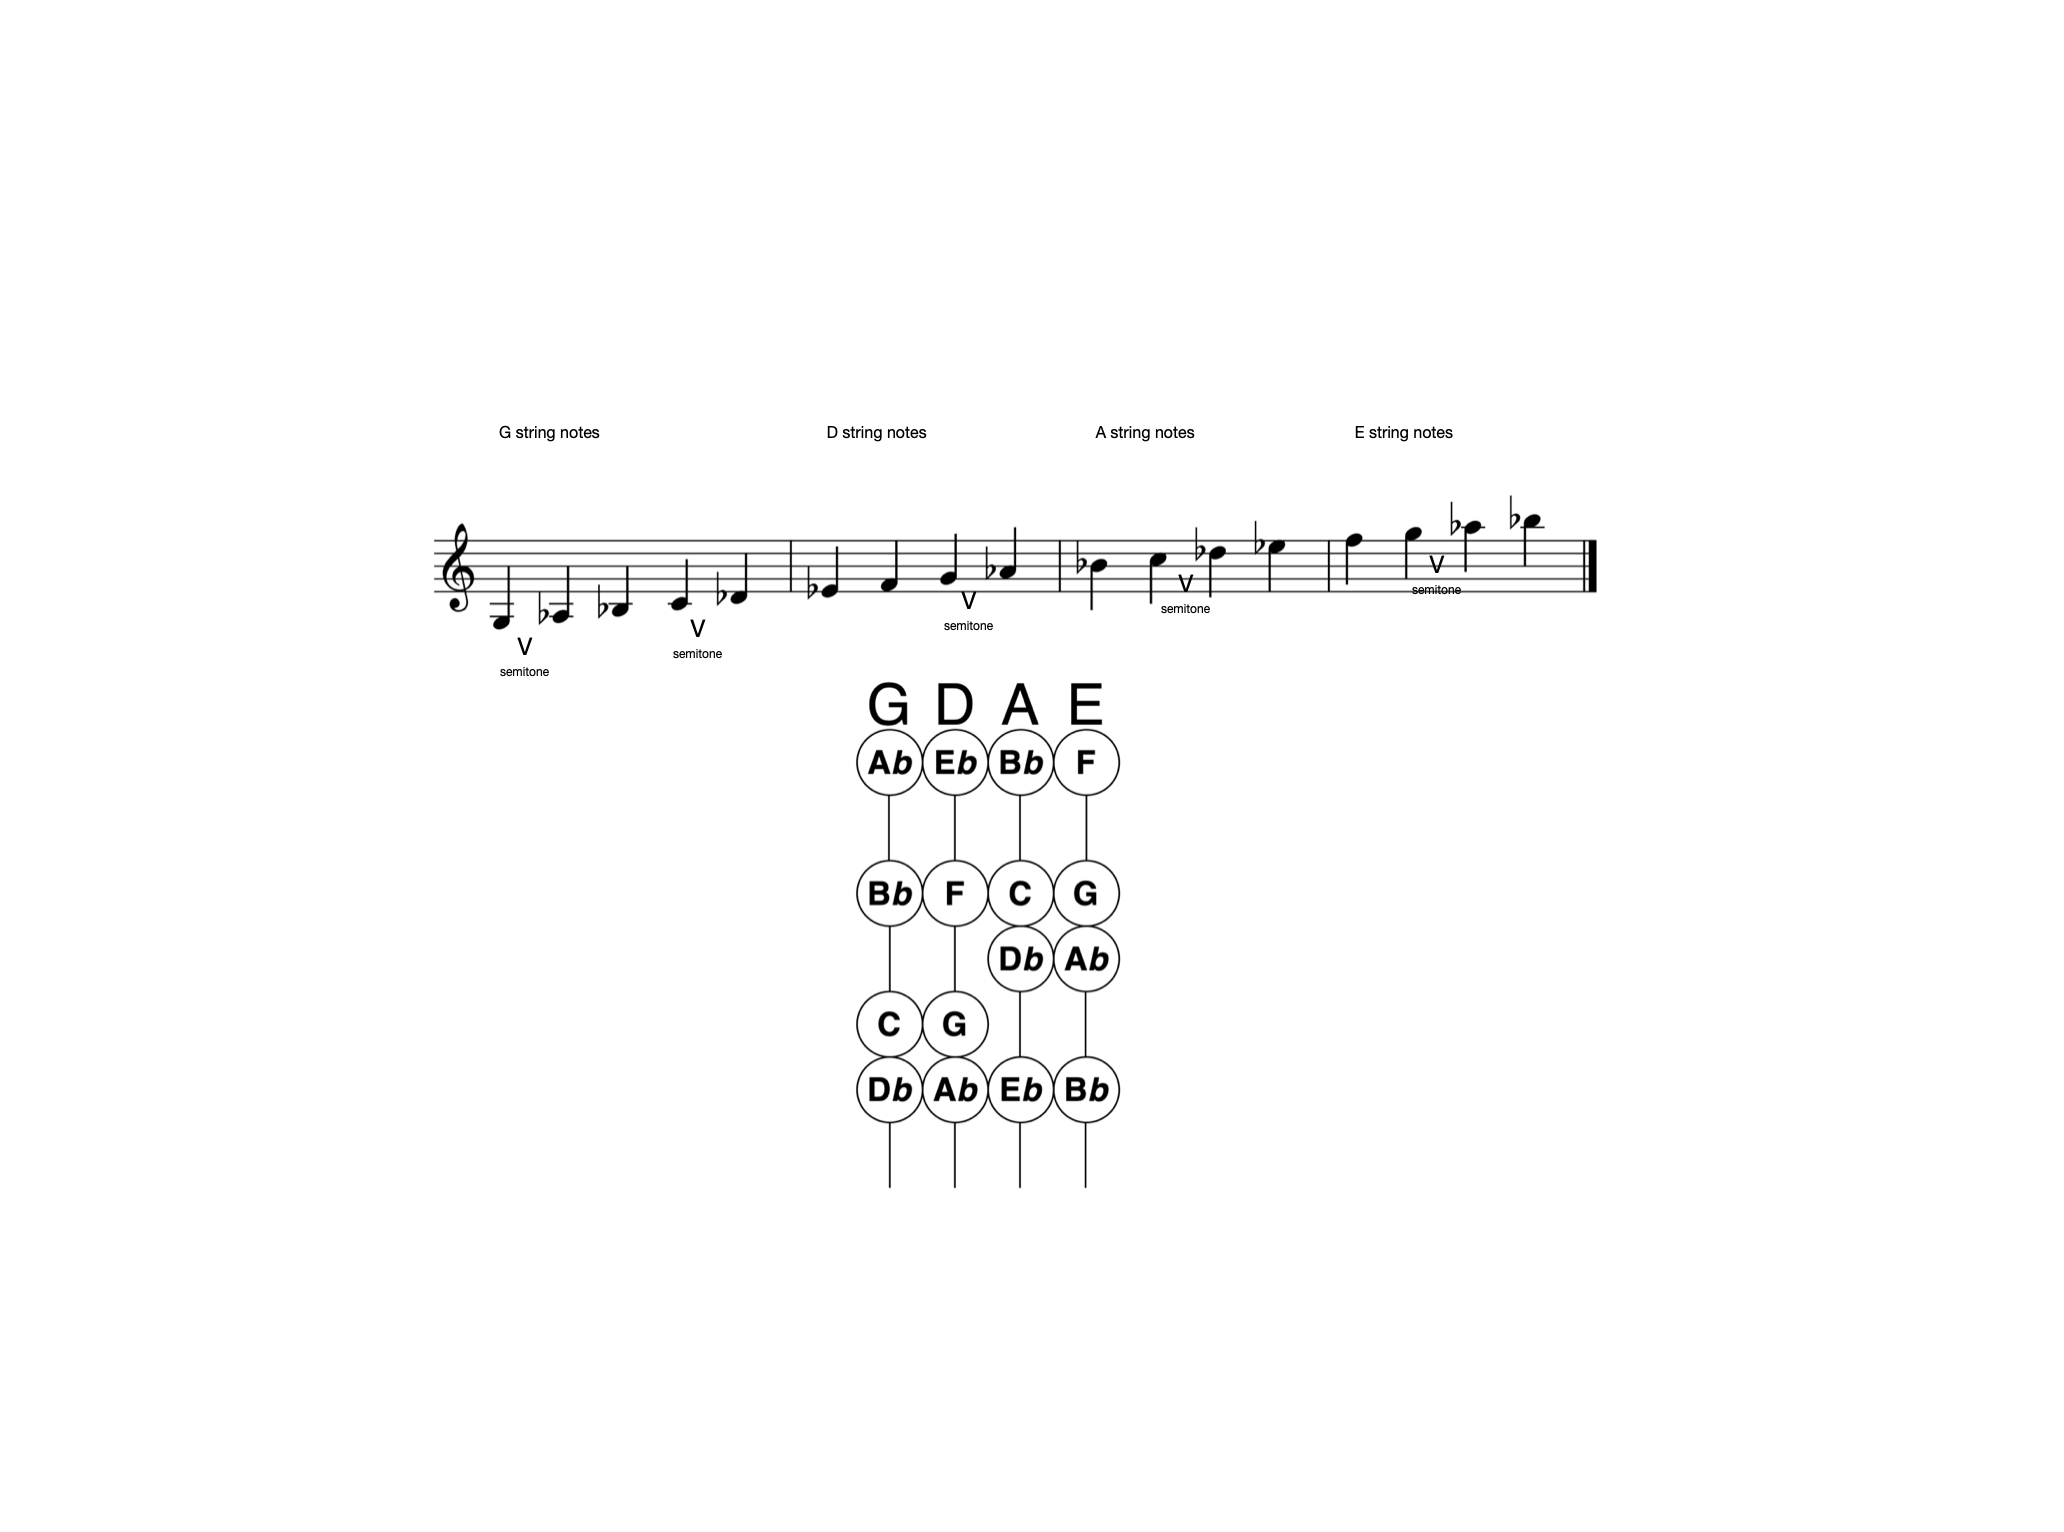 G string notes D string notes A string notes E string notes
V semitone
V semitone
V semitone
V semitone
V semitone
G D A E
Ab Eb Bb F
Bb F C G
Db Ab
C G
Db Ab Eb Bb